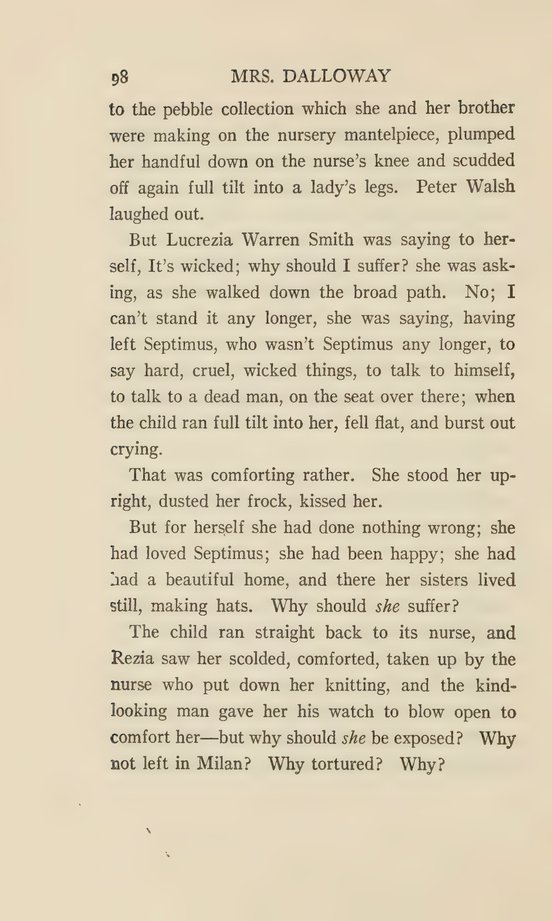 98 MRS. DALLOWAY
to the pebble collection which she and her brother
were making on the nursery mantelpiece, plumped
her handful down on the nurse's knee and scudded
off again full tilt into a lady's legs. Peter Walsh
laughed out.
But Lucrezia Warren Smith was saying to her-
self, It's wicked; why should I suffer? she was ask-
ing, as she walked down the broad path. No; I
can't stand it any longer, she was saying, having
left Septimus, who wasn't Septimus any longer, to
say hard, cruel, wicked things, to talk to himself,
to talk to a dead man, on the seat over there; when
the child ran full tilt into her, fell flat, and burst out
crying.
That was comforting rather. She stood her up-
right, dusted her frock, kissed her.
But for herself she had done nothing wrong; she
had loved Septimus; she had been happy; she had
had a beautiful home, and there her sisters lived
still, making hats. Why should she suffer?
The child ran straight back to its nurse, and
Rezia saw her scolded, comforted, taken up by the
nurse who put down her knitting, and the kind-
looking man gave her his watch to blow open to
comfort her—but why should she be exposed? Why
not left in Milan? Why tortured? Why?